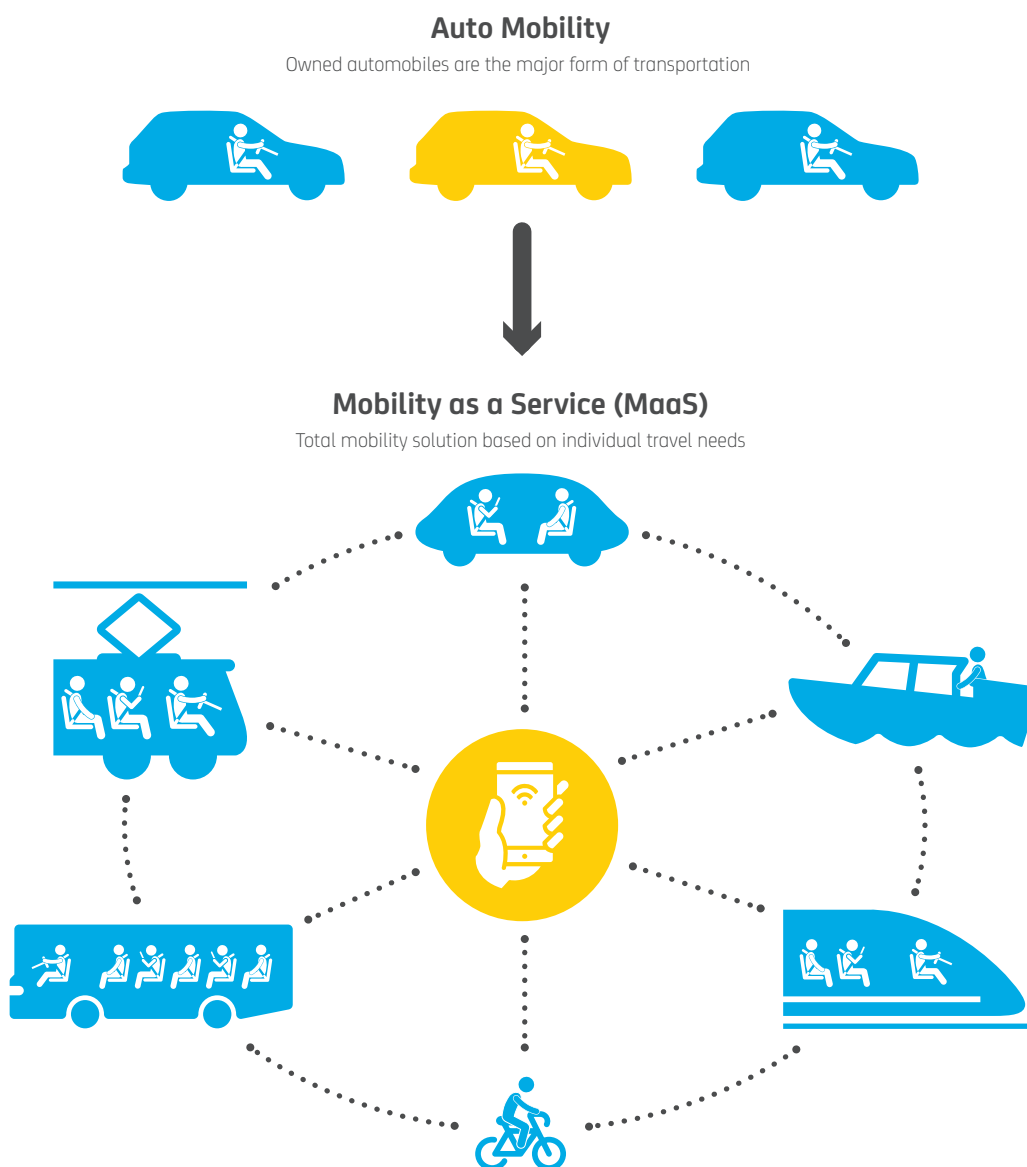 Auto Mobility
Owned automobiles are the major form of transportation
Mobility as a Service (MaaS)
Total mobility solution based on individual travel needs